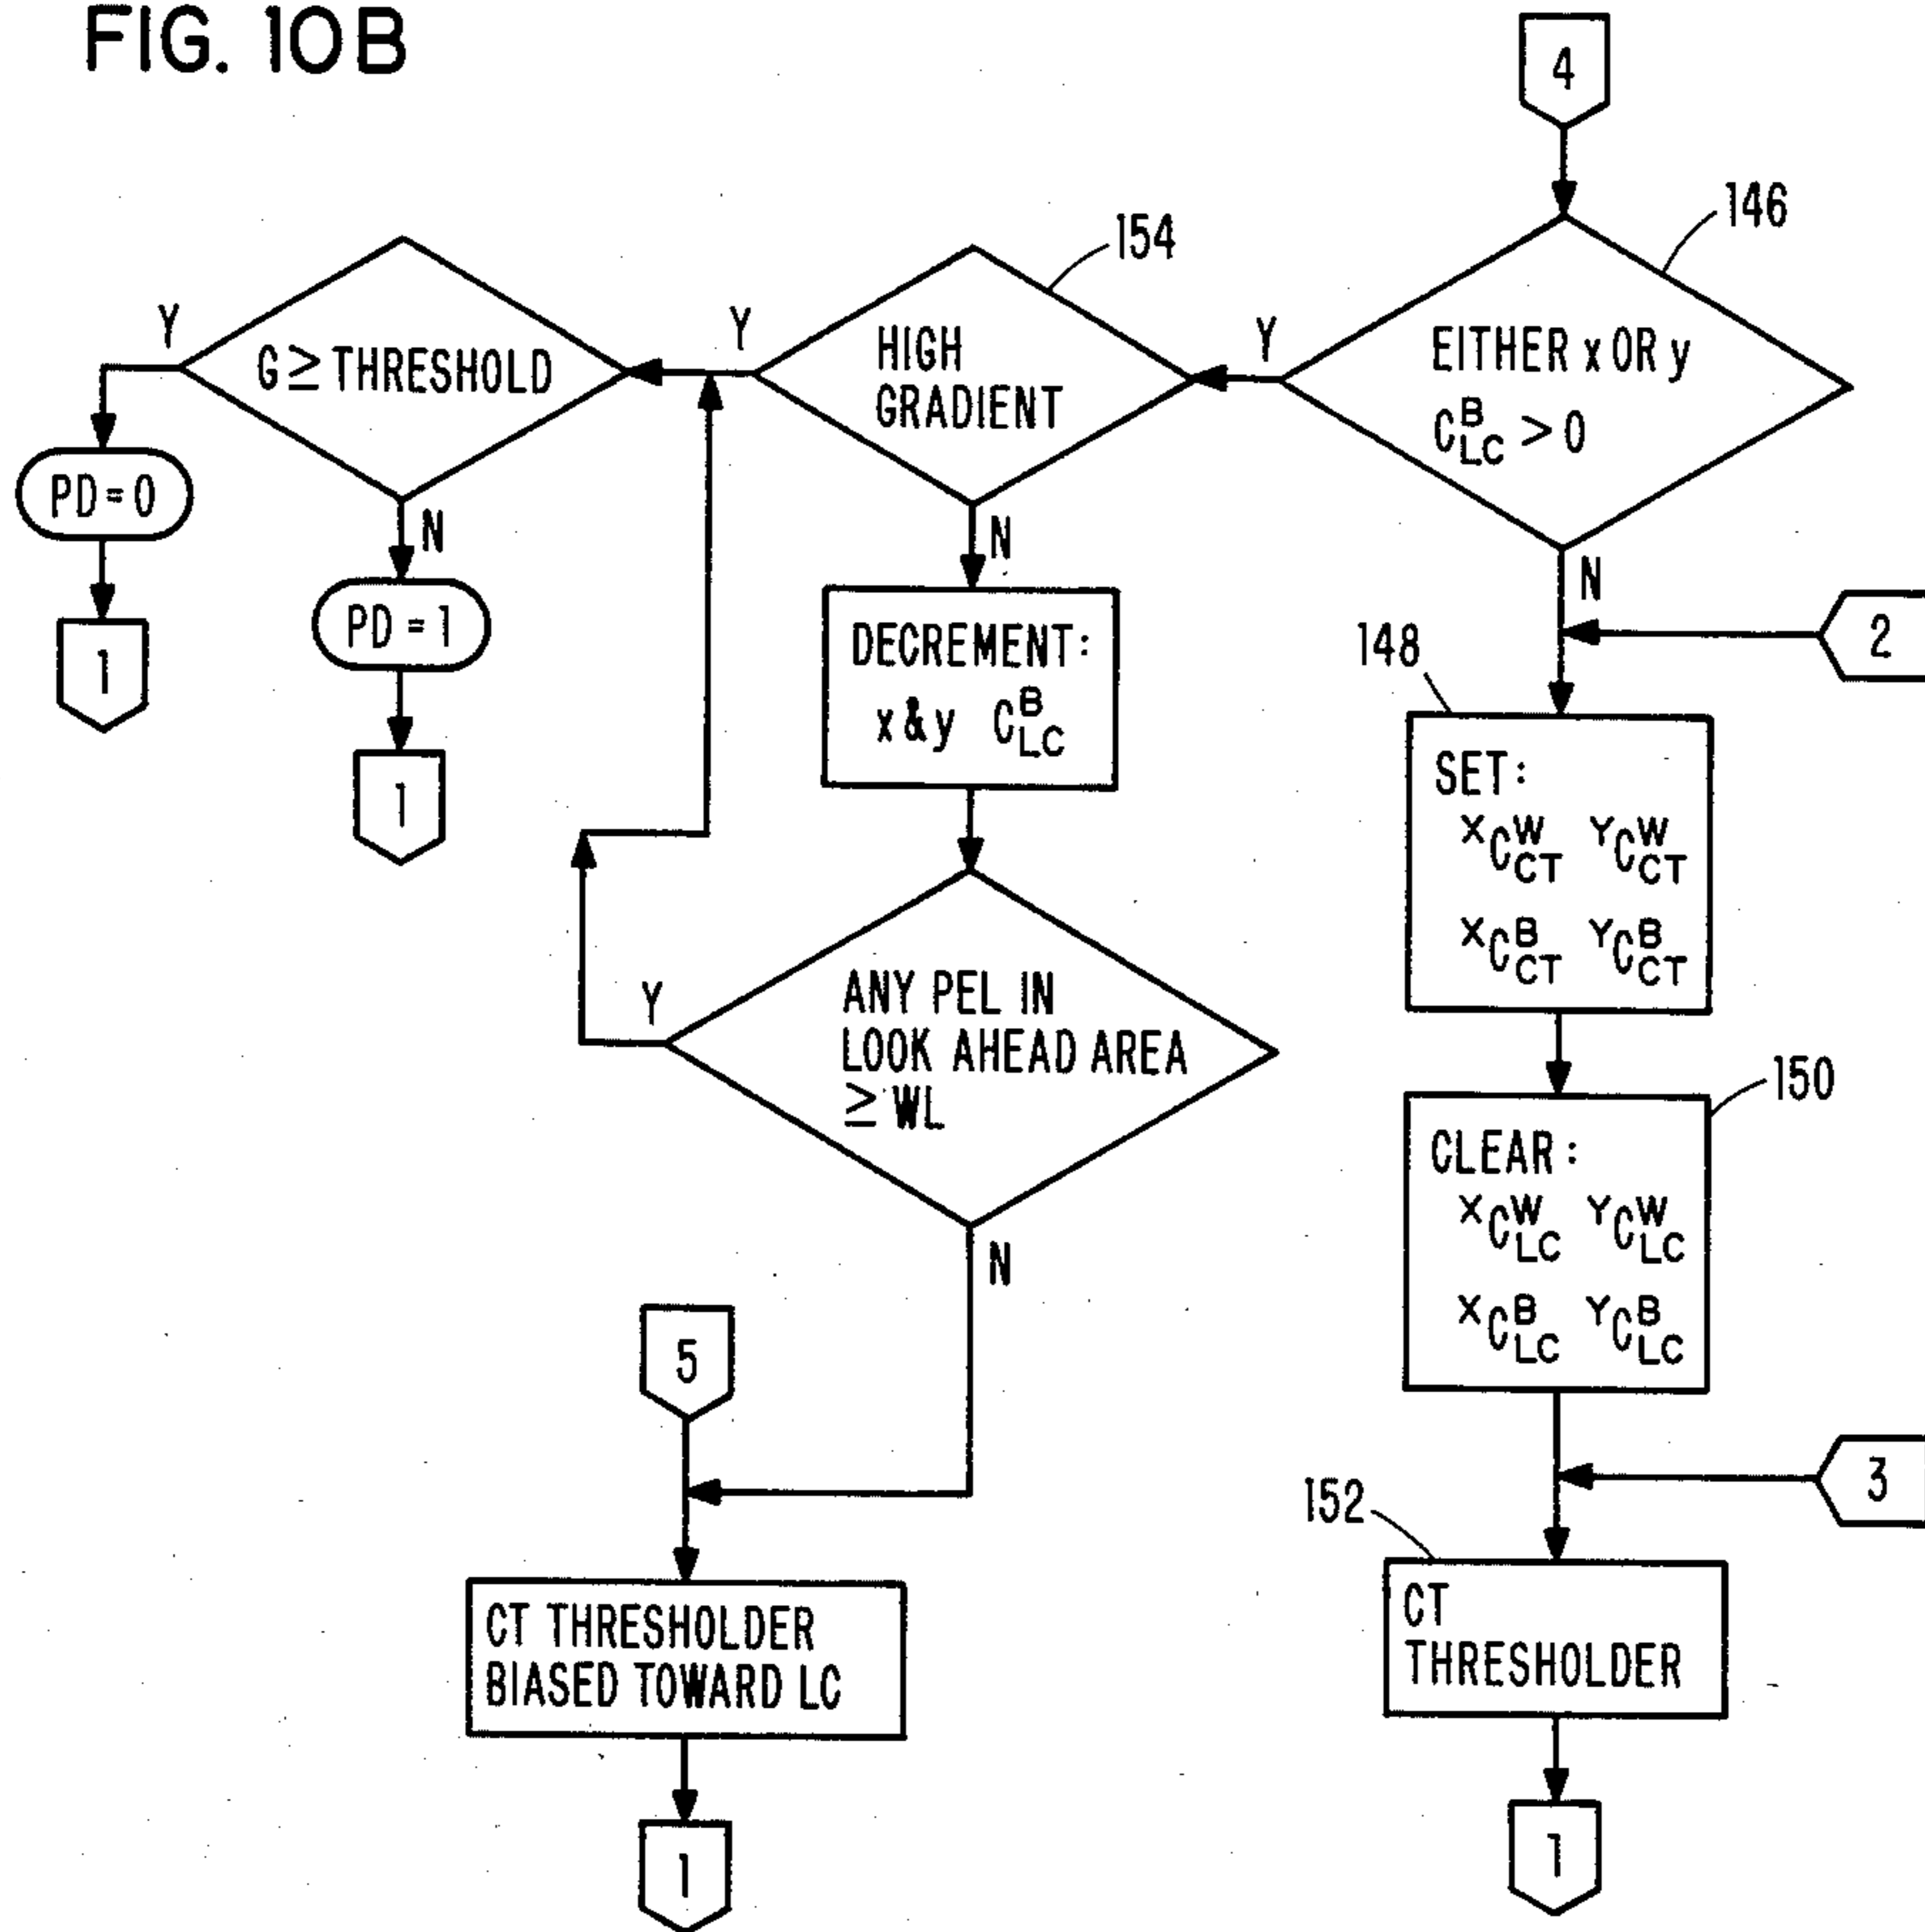 FIG. 10B
4
146
EITHER x OR y
C^B_LC > 0
Y
N
154
HIGH
GRADIENT
Y
N
G ≥ THRESHOLD
Y
N
PD = 0
1
PD = 1
1
DECREMENT:
x & y C^B_LC
ANY PEL IN
LOOK AHEAD AREA
≥ WL
Y
N
5
CT THRESHOLDER
BIASED TOWARD LC
1
2
148
SET:
^XC^W_CT ^YC^W_CT
^XC^B_CT ^YC^B_CT
150
CLEAR:
^XC^W_LC ^YC^W_LC
^XC^B_LC ^YC^B_LC
3
152
CT
THRESHOLDER
1